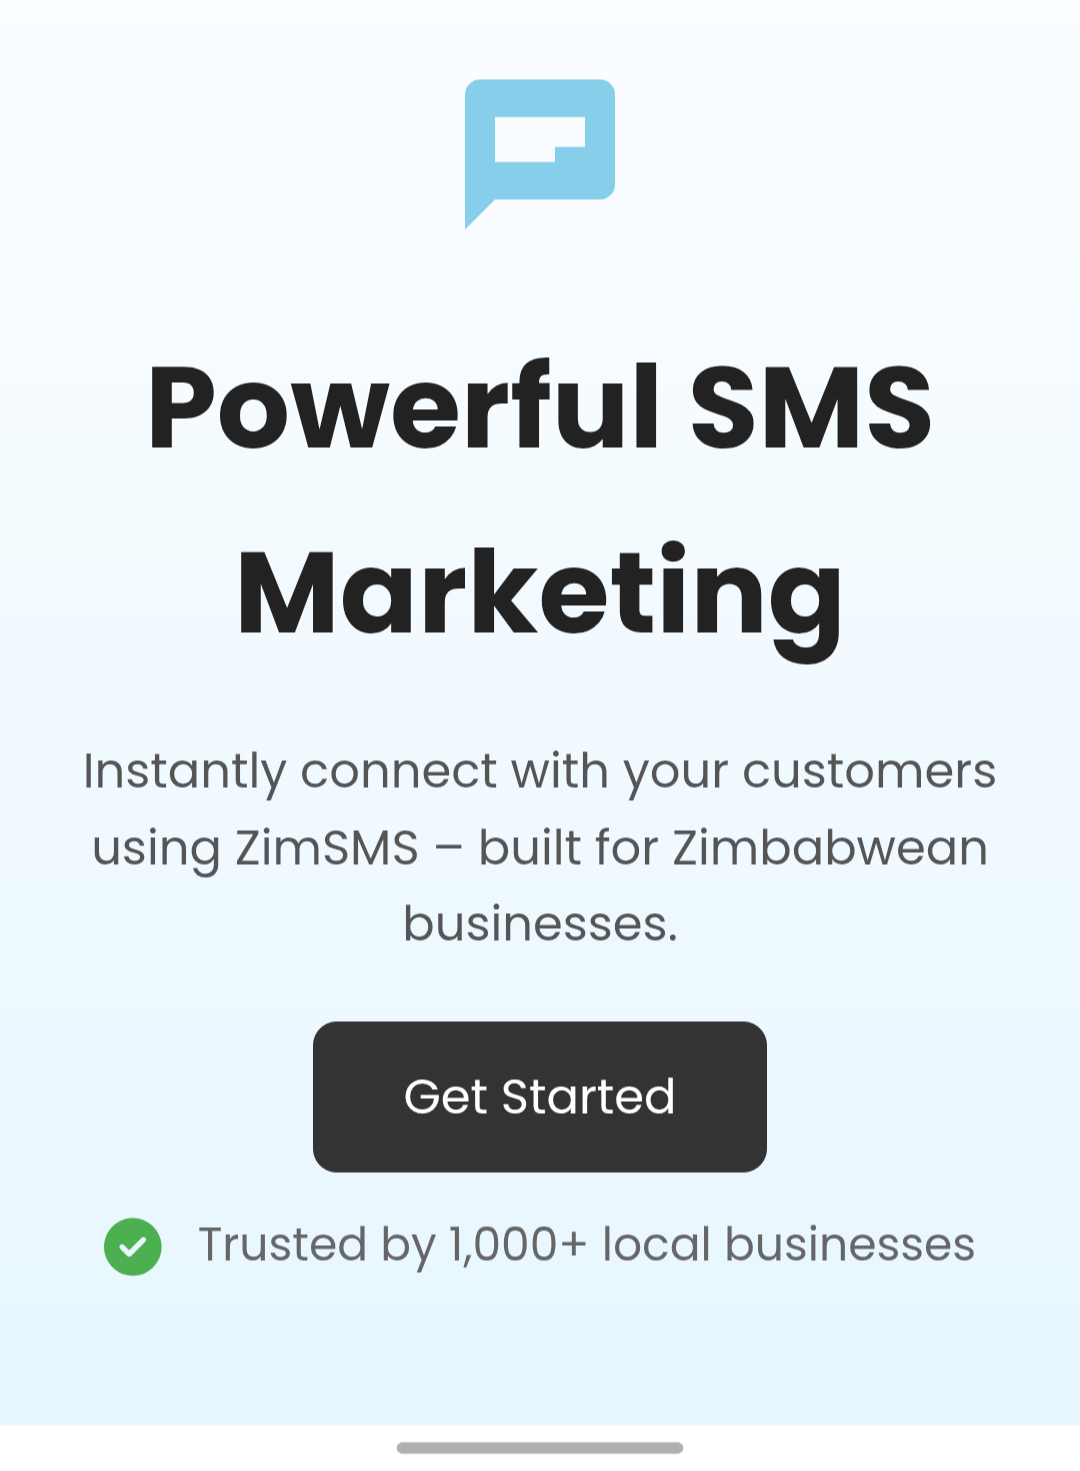 Powerful SMS
Marketing
Instantly connect with your customers
using ZimSMS – built for Zimbabwean
businesses.
Get Started
Trusted by 1,000+ local businesses